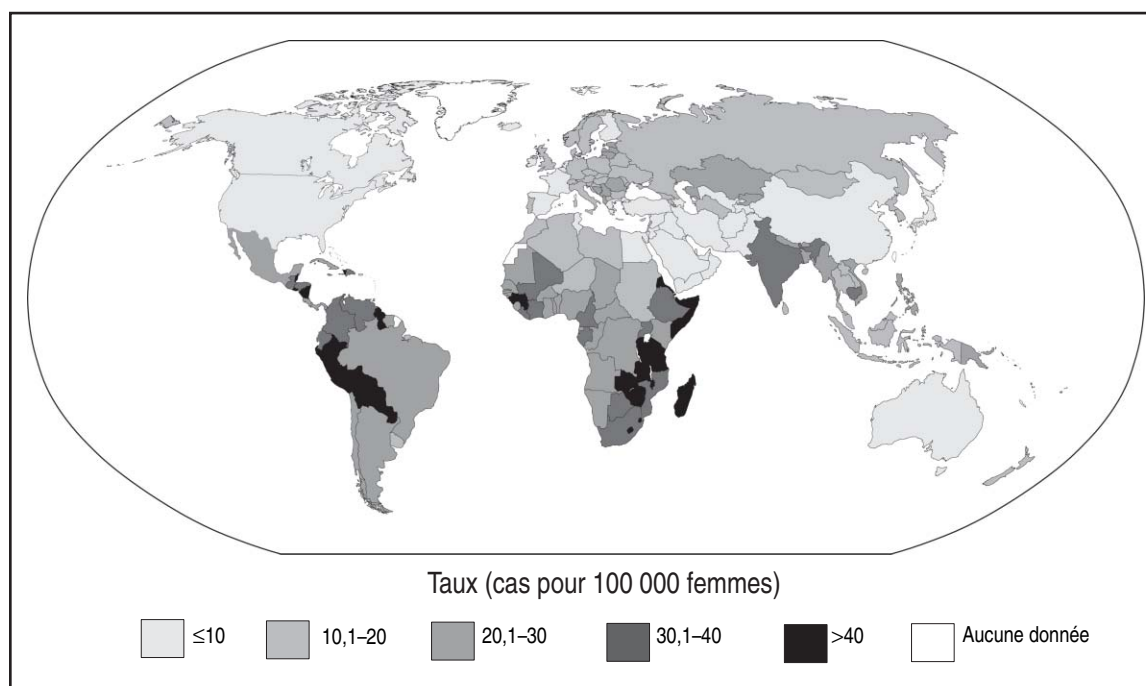 Taux (cas pour 100 000 femmes)
≤10 10,1–20 20,1–30 30,1–40 >40 Aucune donnée